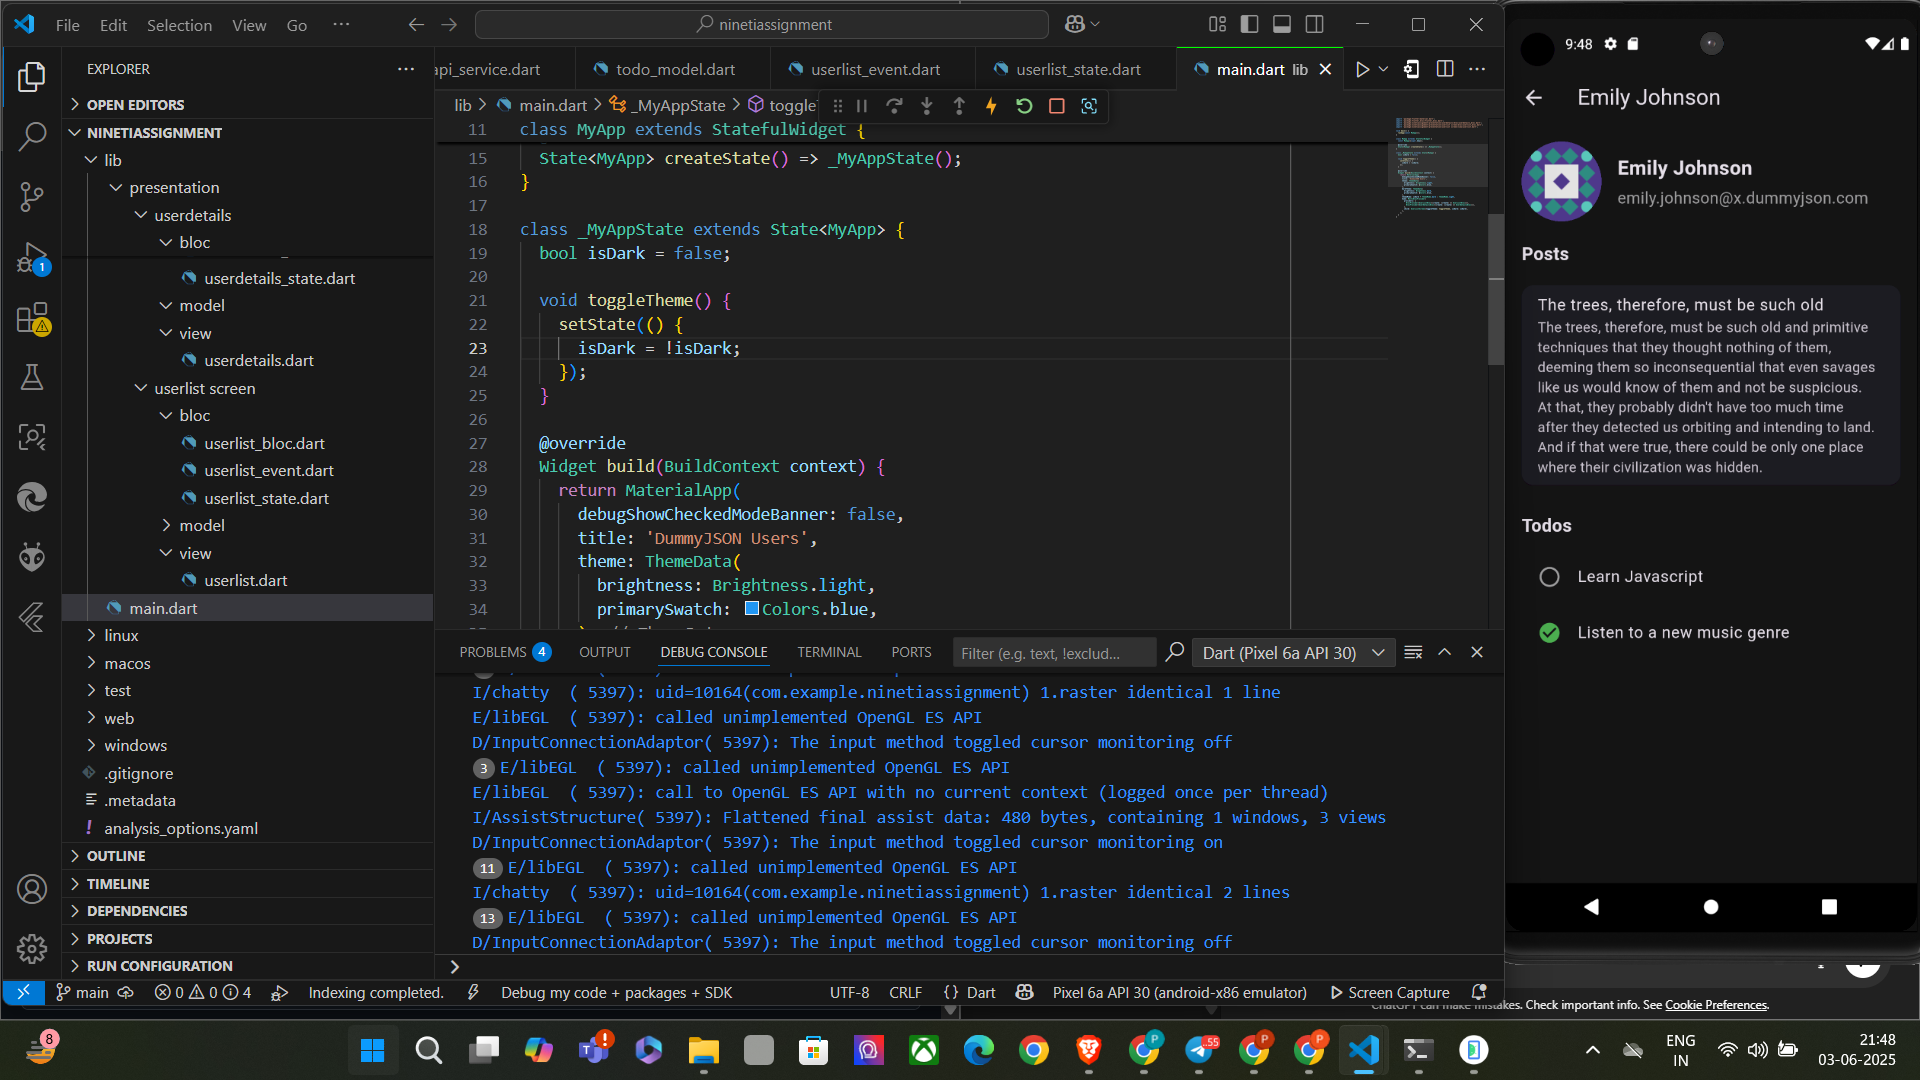 File Edit Selection View Go ···
ninetiassignment
EXPLORER
OPEN EDITORS
NINETIASSIGNMENT
lib
presentation
userdetails
bloc
userdetails_state.dart
model
view
userdetails.dart
userlist screen
bloc
userlist_bloc.dart
userlist_event.dart
userlist_state.dart
model
view
userlist.dart
main.dart
linux
macos
test
web
windows
.gitignore
.metadata
analysis_options.yaml
OUTLINE
TIMELINE
DEPENDENCIES
PROJECTS
RUN CONFIGURATION
1
api_service.dart todo_model.dart userlist_event.dart userlist_state.dart main.dart lib
lib > main.dart > _MyAppState > toggle
11 class MyApp extends StatefulWidget {
15 State<MyApp> createState() => _MyAppState();
16 }
17
18 class _MyAppState extends State<MyApp> {
19 bool isDark = false;
20
21 void toggleTheme() {
22 setState(() {
23 isDark = !isDark;
24 });
25 }
26
27 @override
28 Widget build(BuildContext context) {
29 return MaterialApp(
30 debugShowCheckedModeBanner: false,
31 title: 'DummyJSON Users',
32 theme: ThemeData(
33 brightness: Brightness.light,
34 primarySwatch: Colors.blue,
PROBLEMS 4 OUTPUT DEBUG CONSOLE TERMINAL PORTS Filter (e.g. text, !exclud... Dart (Pixel 6a API 30)
I/chatty ( 5397): uid=10164(com.example.ninetiassignment) 1.raster identical 1 line
E/libEGL ( 5397): called unimplemented OpenGL ES API
D/InputConnectionAdaptor( 5397): The input method toggled cursor monitoring off
3 E/libEGL ( 5397): called unimplemented OpenGL ES API
E/libEGL ( 5397): call to OpenGL ES API with no current context (logged once per thread)
I/AssistStructure( 5397): Flattened final assist data: 480 bytes, containing 1 windows, 3 views
D/InputConnectionAdaptor( 5397): The input method toggled cursor monitoring on
11 E/libEGL ( 5397): called unimplemented OpenGL ES API
I/chatty ( 5397): uid=10164(com.example.ninetiassignment) 1.raster identical 2 lines
13 E/libEGL ( 5397): called unimplemented OpenGL ES API
D/InputConnectionAdaptor( 5397): The input method toggled cursor monitoring off
main 0 0 4 Indexing completed. Debug my code + packages + SDK UTF-8 CRLF {} Dart Pixel 6a API 30 (android-x86 emulator) Screen Capture
9:48
Emily Johnson
Emily Johnson
emily.johnson@x.dummyjson.com
Posts
The trees, therefore, must be such old
The trees, therefore, must be such old and primitive
techniques that they thought nothing of them,
deeming them so inconsequential that even savages
like us would know of them and not be suspicious.
At that, they probably didn't have too much time
after they detected us orbiting and intending to land.
And if that were true, there could be only one place
where their civilization was hidden.
Todos
Learn Javascript
Listen to a new music genre
ChatGPT can make mistakes. Check important info. See Cookie Preferences.
8
P
.55
P
P
ENG
IN
21:48
03-06-2025